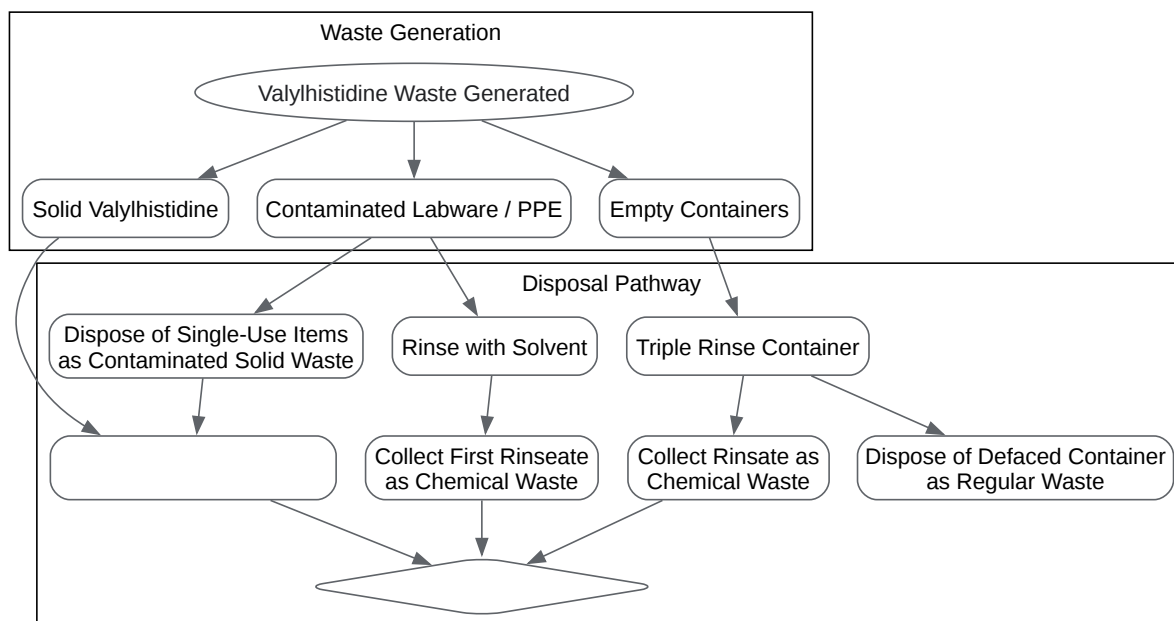 Waste Generation
Valylhistidine Waste Generated
Solid Valylhistidine
Contaminated Labware / PPE
Empty Containers
Disposal Pathway
Dispose of Single-Use Items
as Contaminated Solid Waste
Rinse with Solvent
Triple Rinse Container
Collect First Rinseate
as Chemical Waste
Collect Rinsate as
Chemical Waste
Dispose of Defaced Container
as Regular Waste